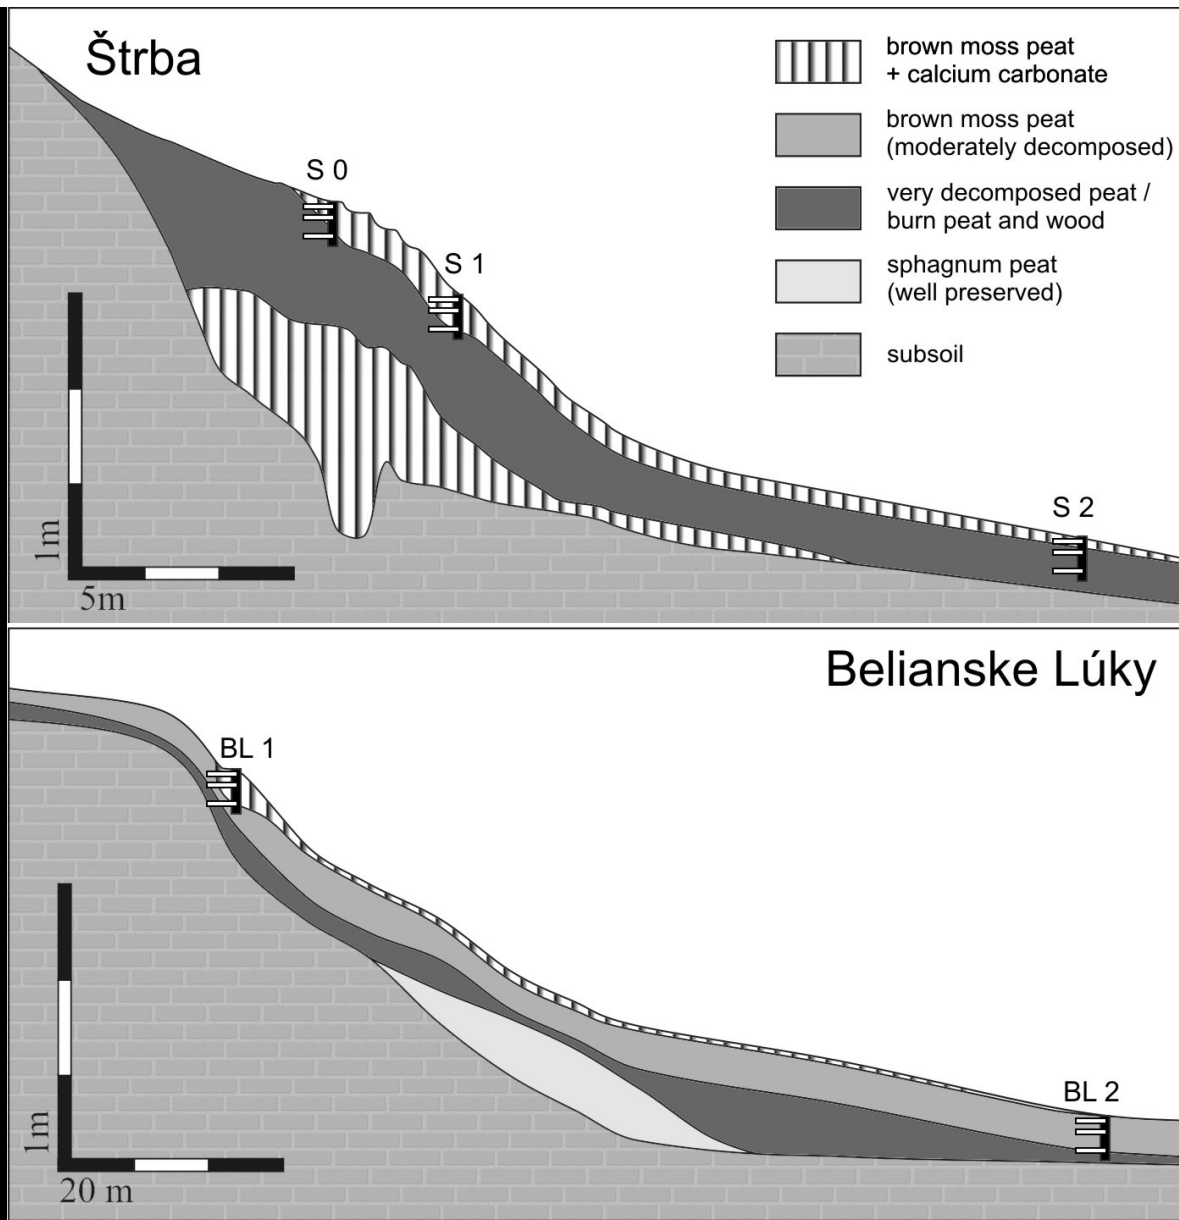 Štrba
brown moss peat
+ calcium carbonate
brown moss peat
(moderately decomposed)
very decomposed peat /
burn peat and wood
sphagnum peat
(well preserved)
subsoil
S 0
S 1
S 2
1m
5m
Belianske Lúky
BL 1
BL 2
1m
20 m